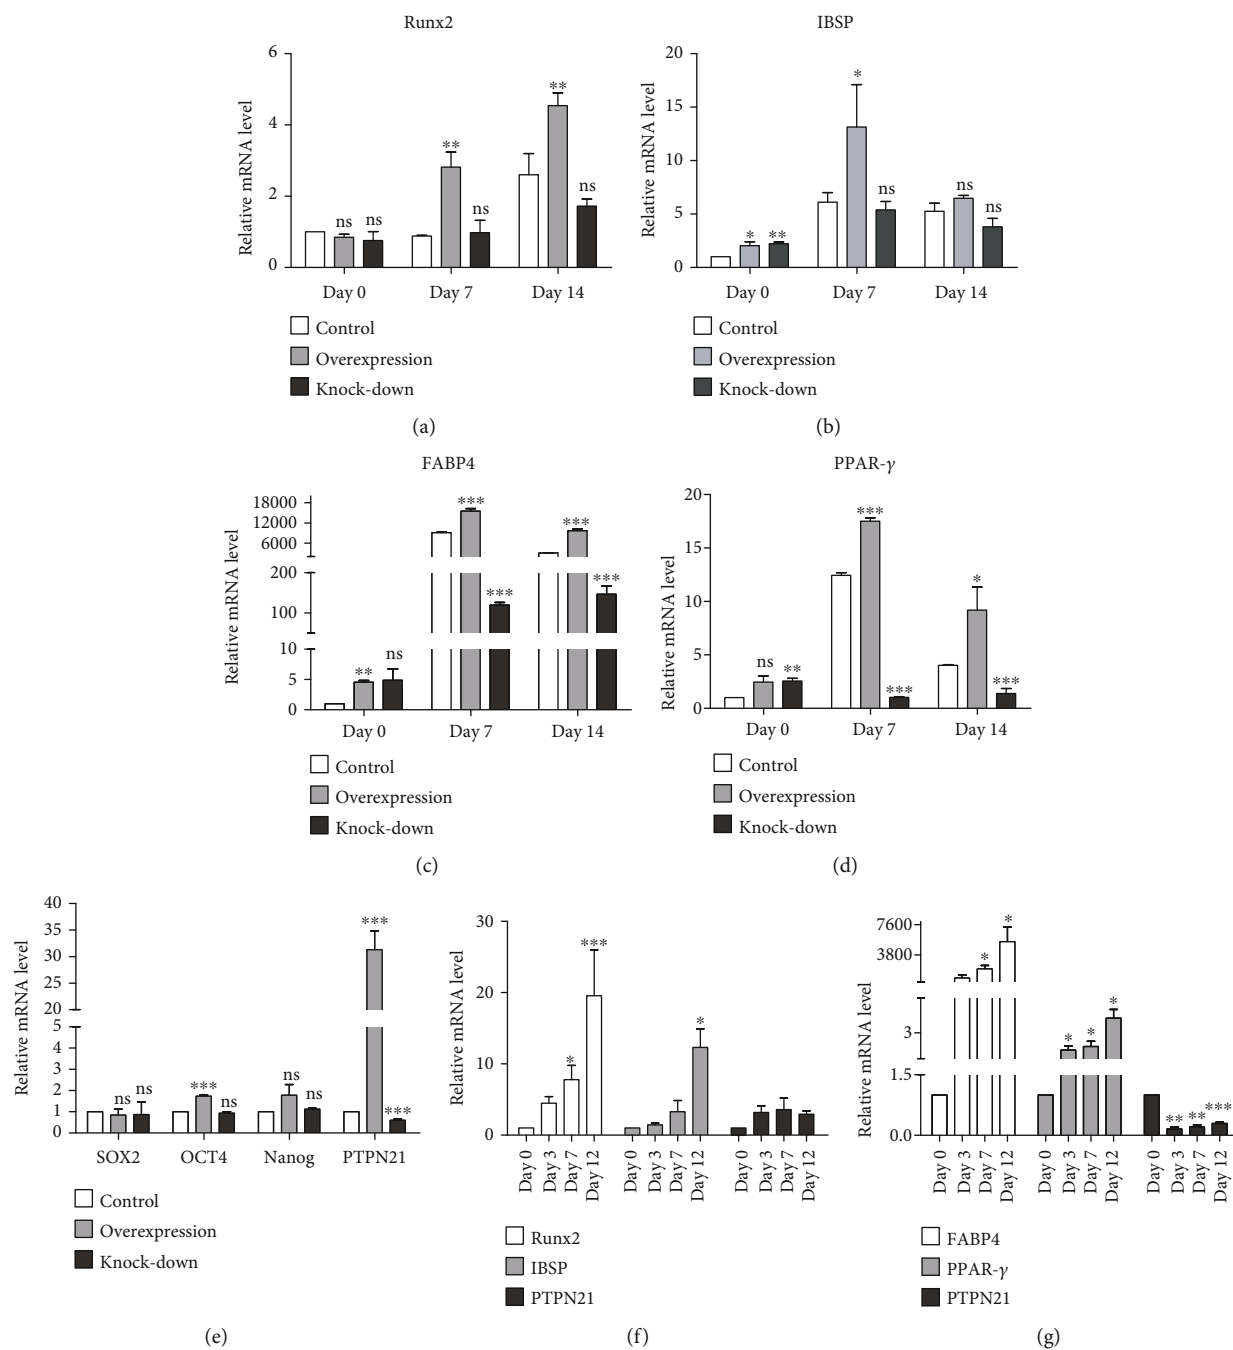 Runx2
Relative mRNA level
6
4
2
0
** ** ns ns ns ns
Day 0 Day 7 Day 14
Control
Overexpression
Knock-down
(a)
IBSP
Relative mRNA level
20
15
10
5
0
* ** * ns ns ns
Day 0 Day 7 Day 14
Control
Overexpression
Knock-down
(b)
FABP4
Relative mRNA level
18000
12000
6000
200
100
10
5
0
** ns *** *** *** ***
Day 0 Day 7 Day 14
Control
Overexpression
Knock-down
(c)
PPAR-γ
Relative mRNA level
20
15
10
5
0
ns ** *** *** * ***
Day 0 Day 7 Day 14
Control
Overexpression
Knock-down
(d)
Relative mRNA level
40
35
30
25
20
5
4
3
2
1
0
ns ns *** ns ns ns *** ***
SOX2 OCT4 Nanog PTPN21
Control
Overexpression
Knock-down
(e)
Relative mRNA level
30
20
10
0
* *** *
Day 0 Day 3 Day 7 Day 12 Day 0 Day 3 Day 7 Day 12 Day 0 Day 3 Day 7 Day 12
Runx2
IBSP
PTPN21
(f)
Relative mRNA level
7600
3800
3
1.5
0.0
* * * * * ** ** ***
Day 0 Day 3 Day 7 Day 12 Day 0 Day 3 Day 7 Day 12 Day 0 Day 3 Day 7 Day 12
FABP4
PPAR-γ
PTPN21
(g)